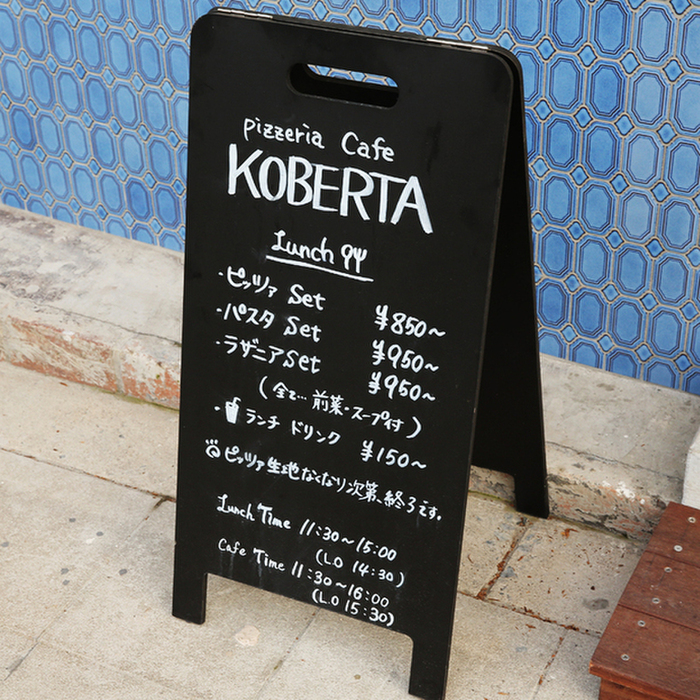 pizzeria Cafe
KOBERTA
Lunch
・ピッツァ Set ¥850~
・パスタ Set ¥950~
・ラザニア Set ¥950~
(全て…前菜・スープ付)
・ランチ ドリンク ¥150~
ピッツァ生地なくなり次第、終了です。
Lunch Time 11:30~15:00
(L.O 14:30)
Cafe Time 11:30~16:00
(L.O 15:30)